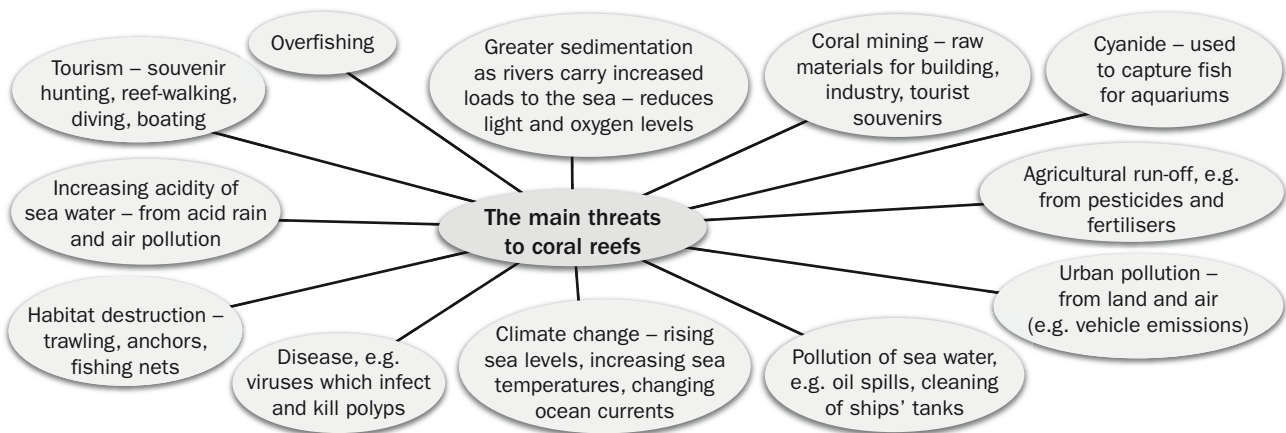 Overfishing
Tourism – souvenir
hunting, reef-walking,
diving, boating
Greater sedimentation
as rivers carry increased
loads to the sea – reduces
light and oxygen levels
Coral mining – raw
materials for building,
industry, tourist
souvenirs
Cyanide – used
to capture fish
for aquariums
Increasing acidity of
sea water – from acid rain
and air pollution
The main threats
to coral reefs
Agricultural run-off, e.g.
from pesticides and
fertilisers
Habitat destruction –
trawling, anchors,
fishing nets
Disease, e.g.
viruses which infect
and kill polyps
Climate change – rising
sea levels, increasing sea
temperatures, changing
ocean currents
Pollution of sea water,
e.g. oil spills, cleaning
of ships’ tanks
Urban pollution –
from land and air
(e.g. vehicle emissions)